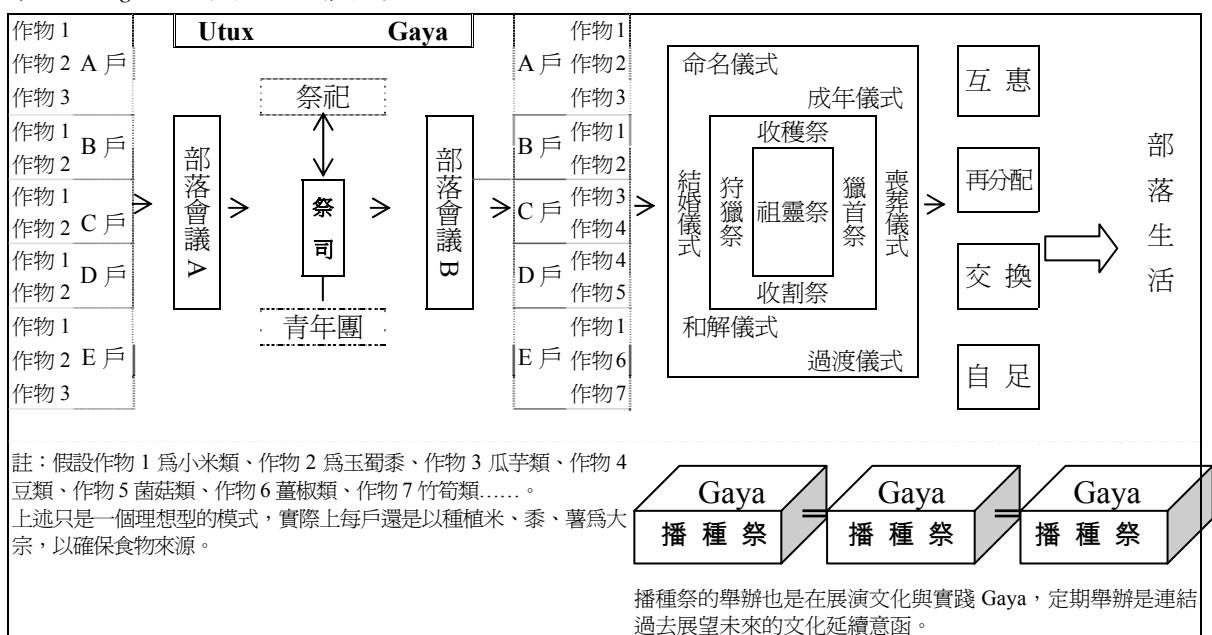 Utux Gaya
作物 1
作物 2 A 戶
作物 3
作物 1
B 戶
作物 2
作物 1
作物 2 C 戶
作物 1
D 戶
作物 2
作物 1
作物 2 E 戶
作物 3
部落會議 A
祭祀
祭司
青年團
部落會議 B
作物1
A 戶 作物2
作物3
作物1
B 戶
作物2
作物3
C 戶
作物4
作物4
D 戶
作物5
作物1
E 戶 作物6
作物7
命名儀式
成年儀式
收穫祭
結婚儀式
狩獵祭
祖靈祭
獵首祭
喪葬儀式
收割祭
和解儀式
過渡儀式
互 惠
再分配
交 換
自 足
部落生活
註：假設作物 1 爲小米類、作物 2 爲玉蜀黍、作物 3 瓜芋類、作物 4
豆類、作物 5 菌菇類、作物 6 薑椒類、作物 7 竹筍類……。
上述只是一個理想型的模式，實際上每戶還是以種植米、黍、薯爲大
宗，以確保食物來源。
Gaya
播 種 祭
Gaya
播 種 祭
Gaya
播 種 祭
播種祭的舉辦也是在展演文化與實踐 Gaya，定期舉辦是連結
過去展望未來的文化延續意函。